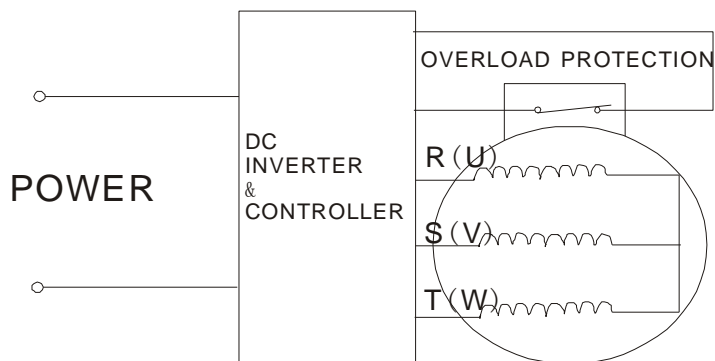 OVERLOAD PROTECTION
DC
INVERTER
&
CONTROLLER
POWER
R(U)
S(V)
T(W)